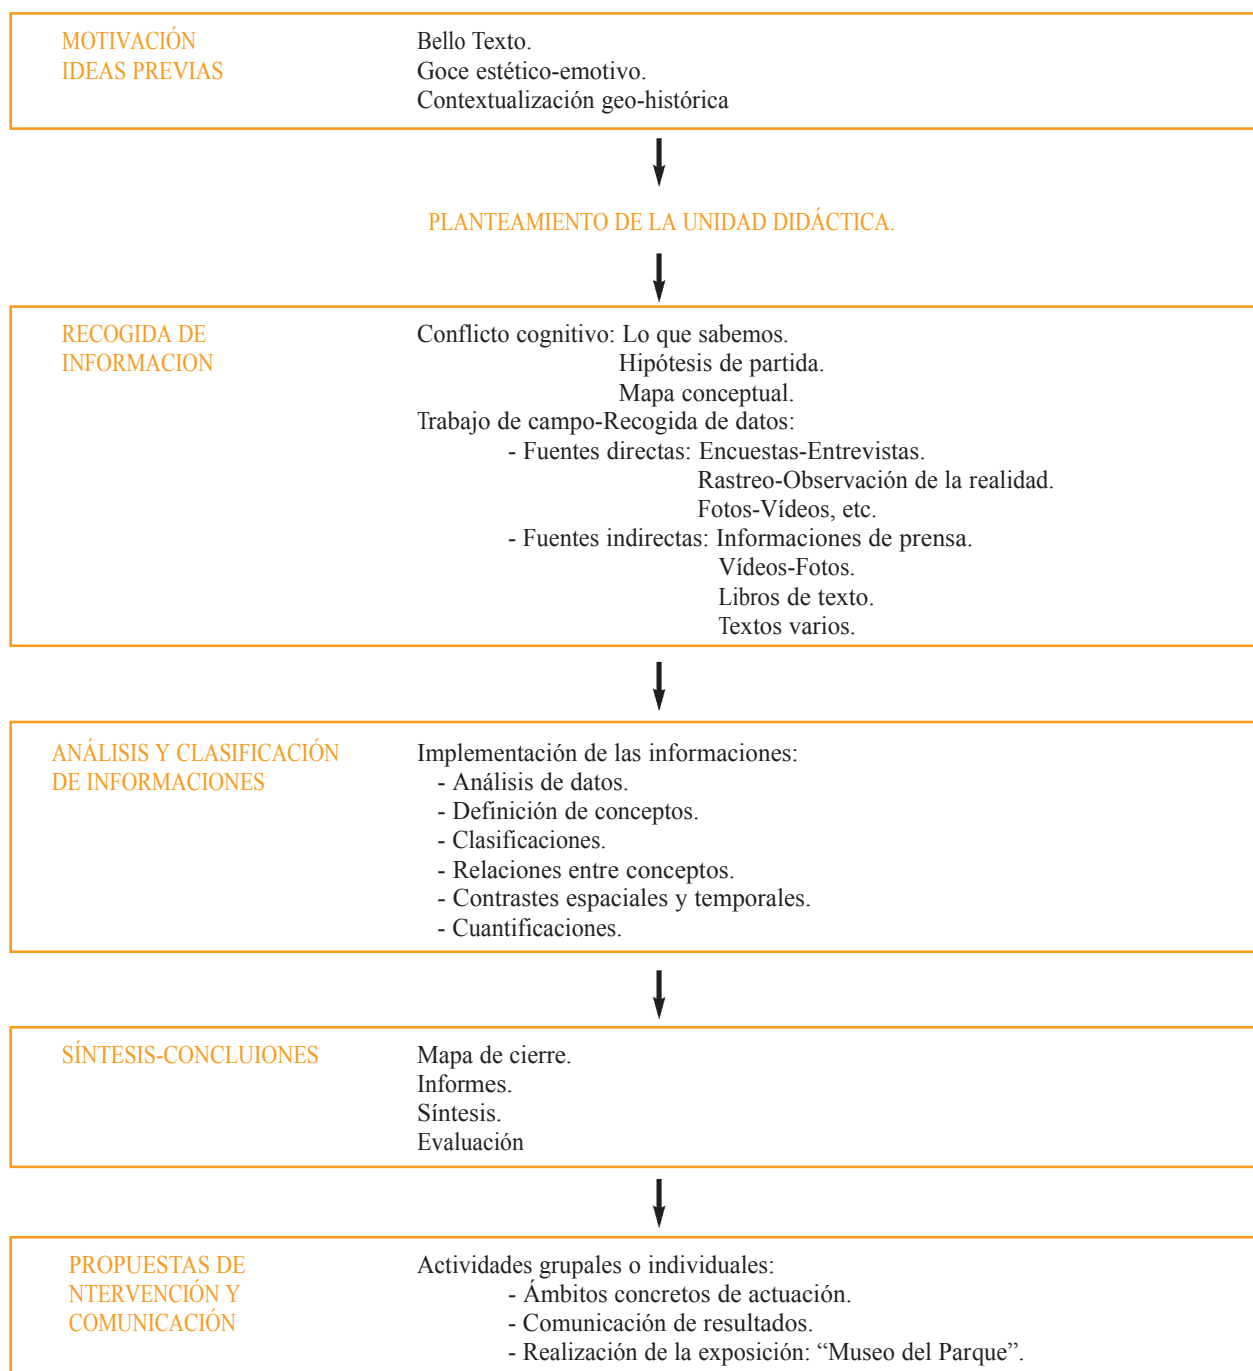 MOTIVACIÓN
IDEAS PREVIAS
Bello Texto.
Goce estético-emotivo.
Contextualización geo-histórica
PLANTEAMIENTO DE LA UNIDAD DIDÁCTICA.
RECOGIDA DE
INFORMACION
Conflicto cognitivo: Lo que sabemos.
Hipótesis de partida.
Mapa conceptual.
Trabajo de campo-Recogida de datos:
- Fuentes directas: Encuestas-Entrevistas.
Rastreo-Observación de la realidad.
Fotos-Vídeos, etc.
- Fuentes indirectas: Informaciones de prensa.
Vídeos-Fotos.
Libros de texto.
Textos varios.
ANÁLISIS Y CLASIFICACIÓN
DE INFORMACIONES
Implementación de las informaciones:
- Análisis de datos.
- Definición de conceptos.
- Clasificaciones.
- Relaciones entre conceptos.
- Contrastes espaciales y temporales.
- Cuantificaciones.
SÍNTESIS-CONCLUIONES
Mapa de cierre.
Informes.
Síntesis.
Evaluación
PROPUESTAS DE
NTERVENCIÓN Y
COMUNICACIÓN
Actividades grupales o individuales:
- Ámbitos concretos de actuación.
- Comunicación de resultados.
- Realización de la exposición: “Museo del Parque”.